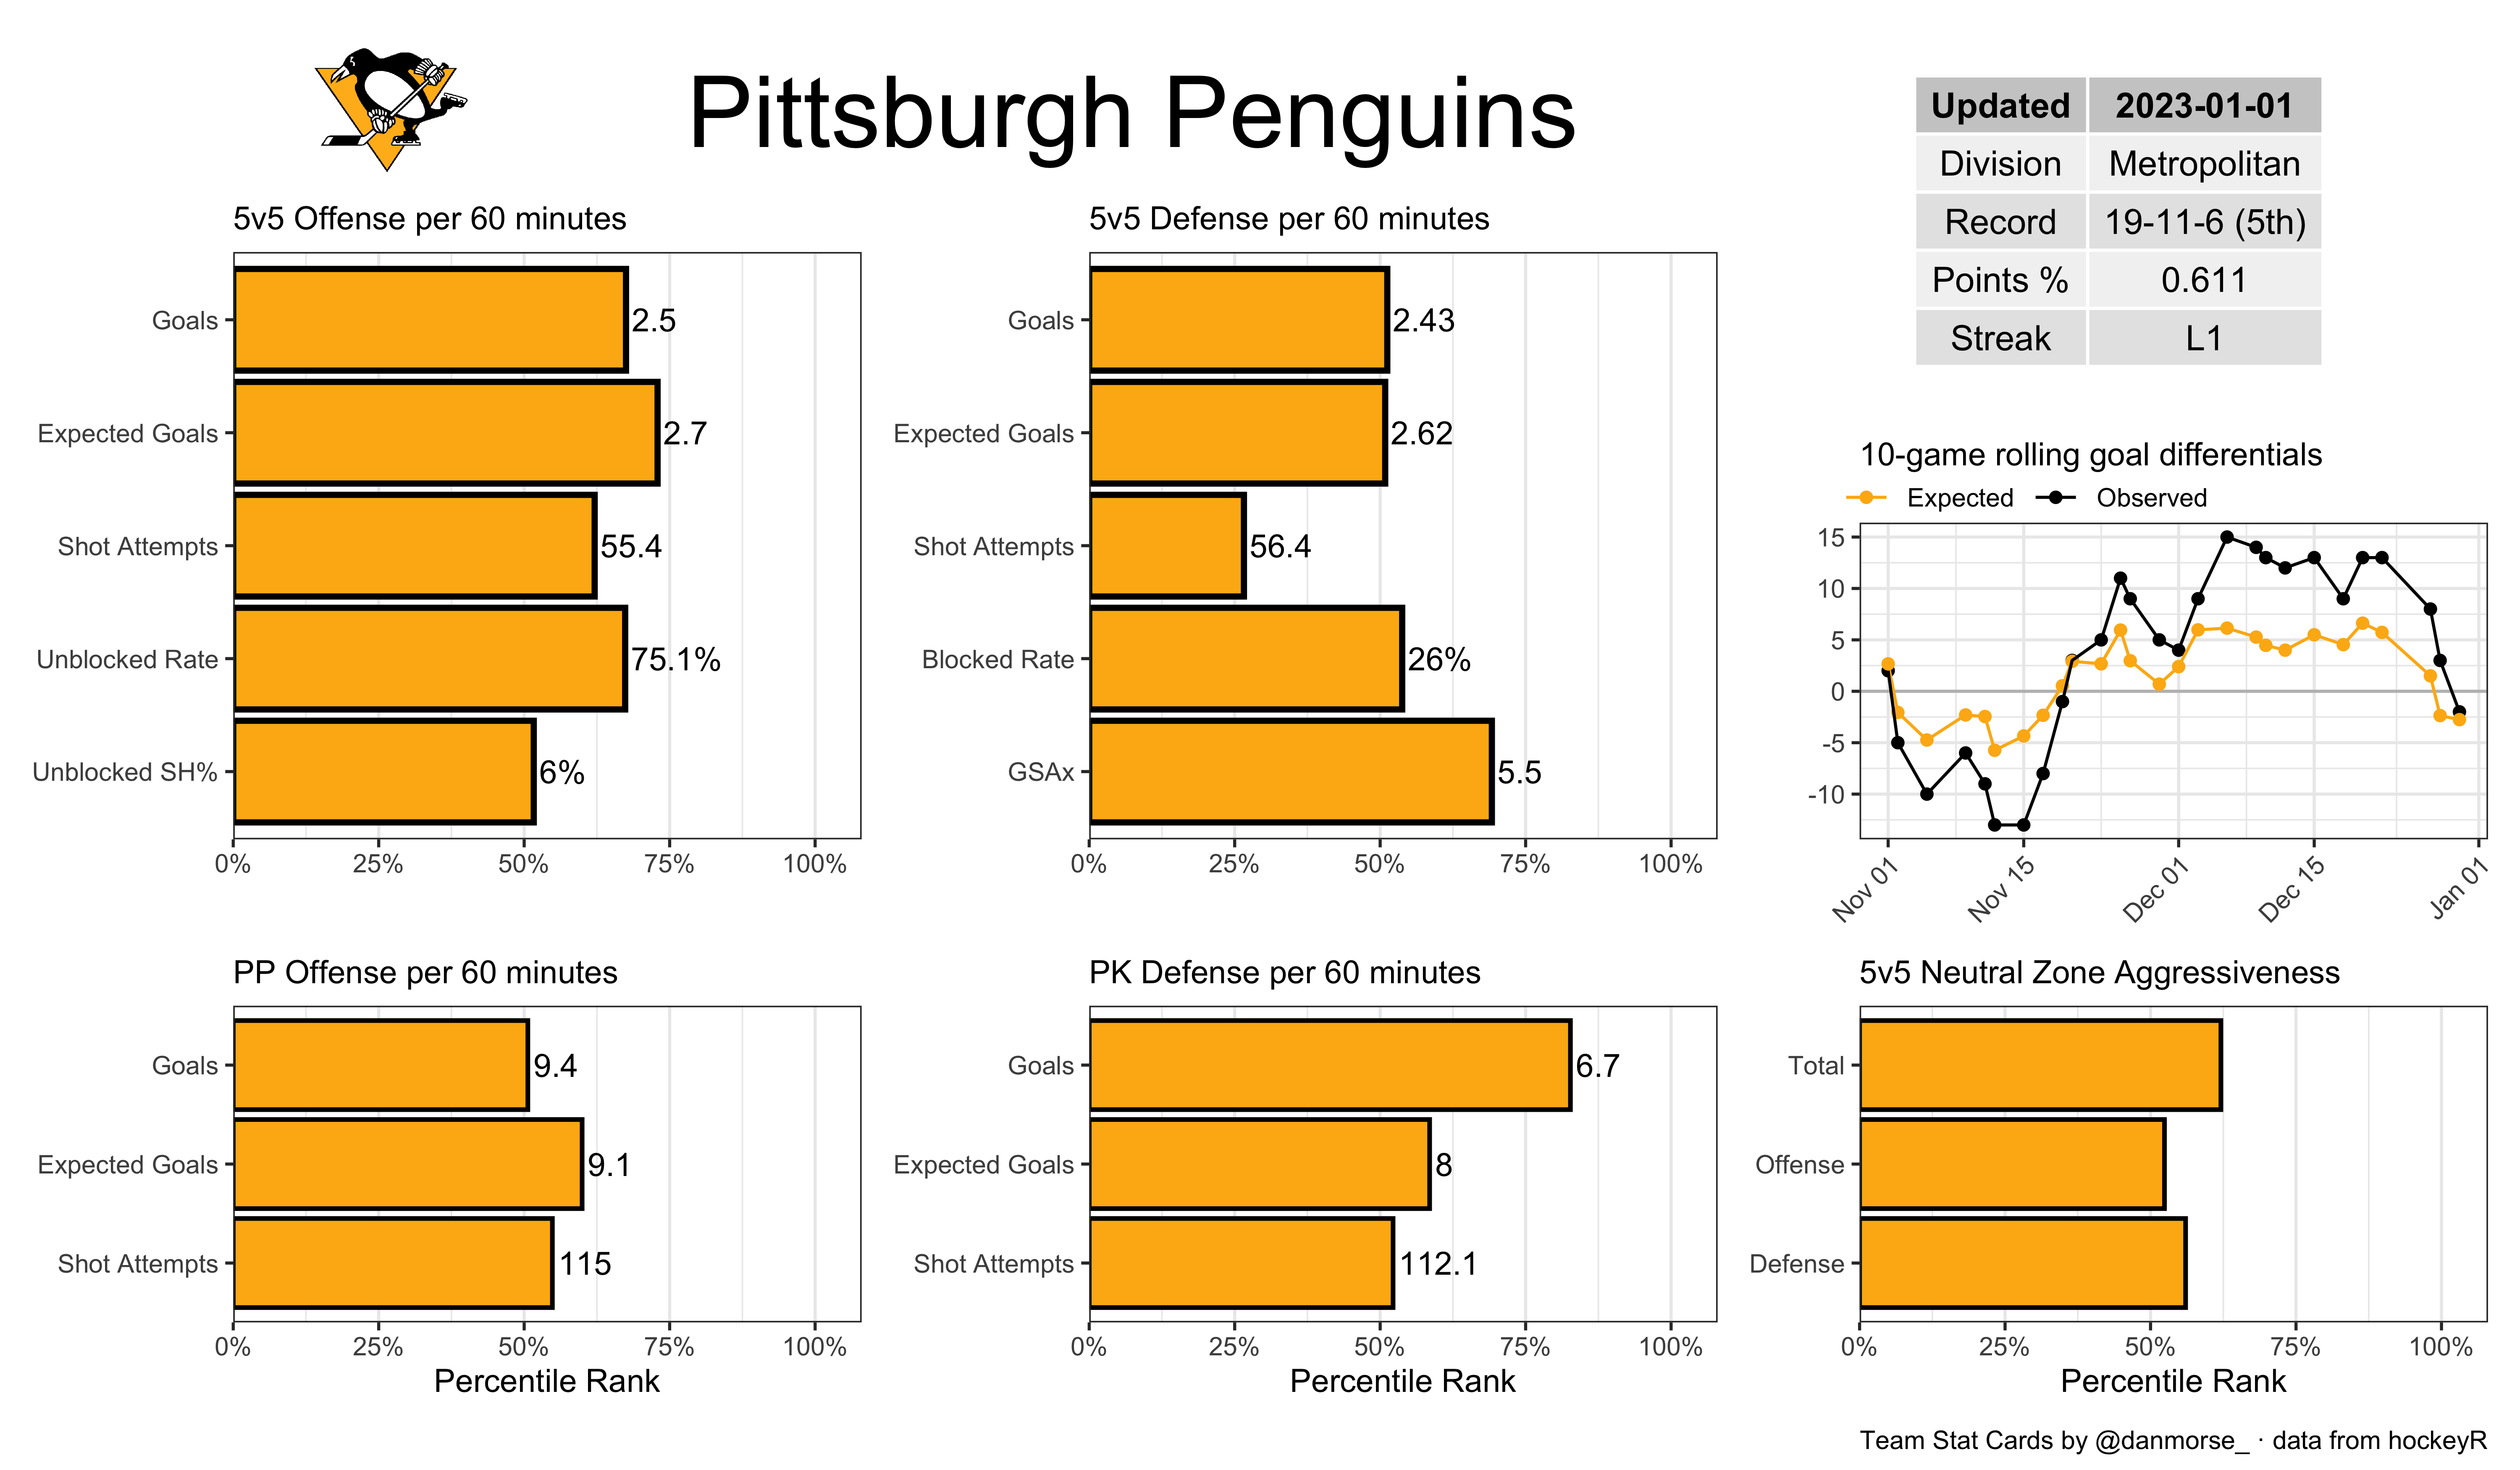 Pittsburgh Penguins
Updated 2023-01-01
Division Metropolitan
Record 19-11-6 (5th)
Points % 0.611
Streak L1
5v5 Offense per 60 minutes
Goals 2.5
Expected Goals 2.7
Shot Attempts 55.4
Unblocked Rate 75.1%
Unblocked SH% 6%
0% 25% 50% 75% 100%
5v5 Defense per 60 minutes
Goals 2.43
Expected Goals 2.62
Shot Attempts 56.4
Blocked Rate 26%
GSAx 5.5
0% 25% 50% 75% 100%
10-game rolling goal differentials
Expected Observed
15
10
5
0
-5
-10
Nov 01 Nov 15 Dec 01 Dec 15 Jan 01
PP Offense per 60 minutes
Goals 9.4
Expected Goals 9.1
Shot Attempts 115
0% 25% 50% 75% 100%
Percentile Rank
PK Defense per 60 minutes
Goals 6.7
Expected Goals 8
Shot Attempts 112.1
0% 25% 50% 75% 100%
Percentile Rank
5v5 Neutral Zone Aggressiveness
Total
Offense
Defense
0% 25% 50% 75% 100%
Percentile Rank
Team Stat Cards by @danmorse_ · data from hockeyR